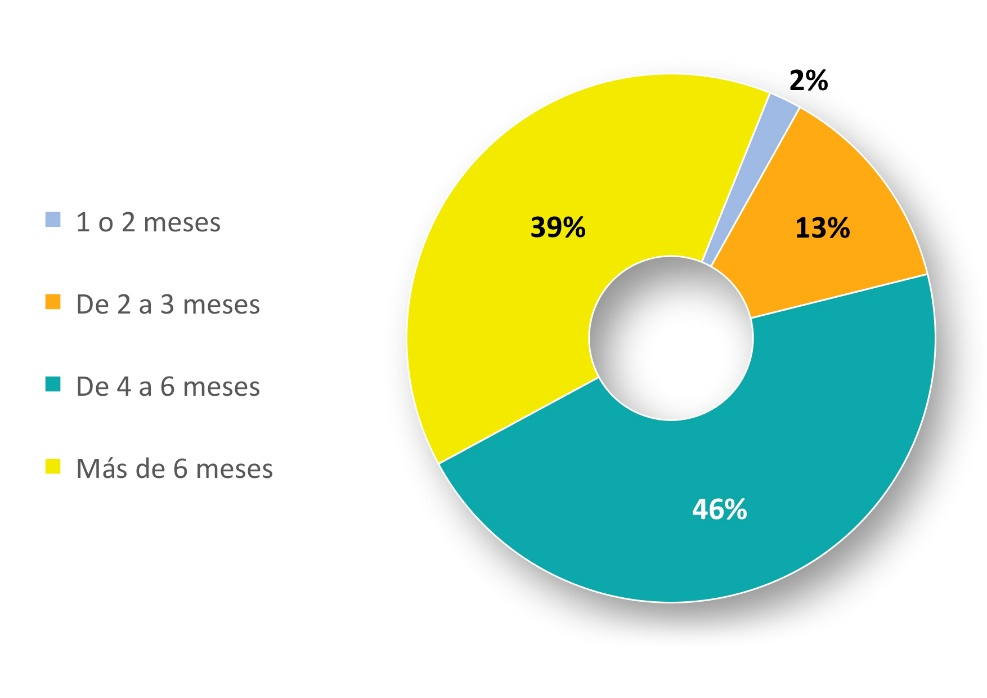 2%
39%
13%
46%
1 o 2 meses
De 2 a 3 meses
De 4 a 6 meses
Más de 6 meses